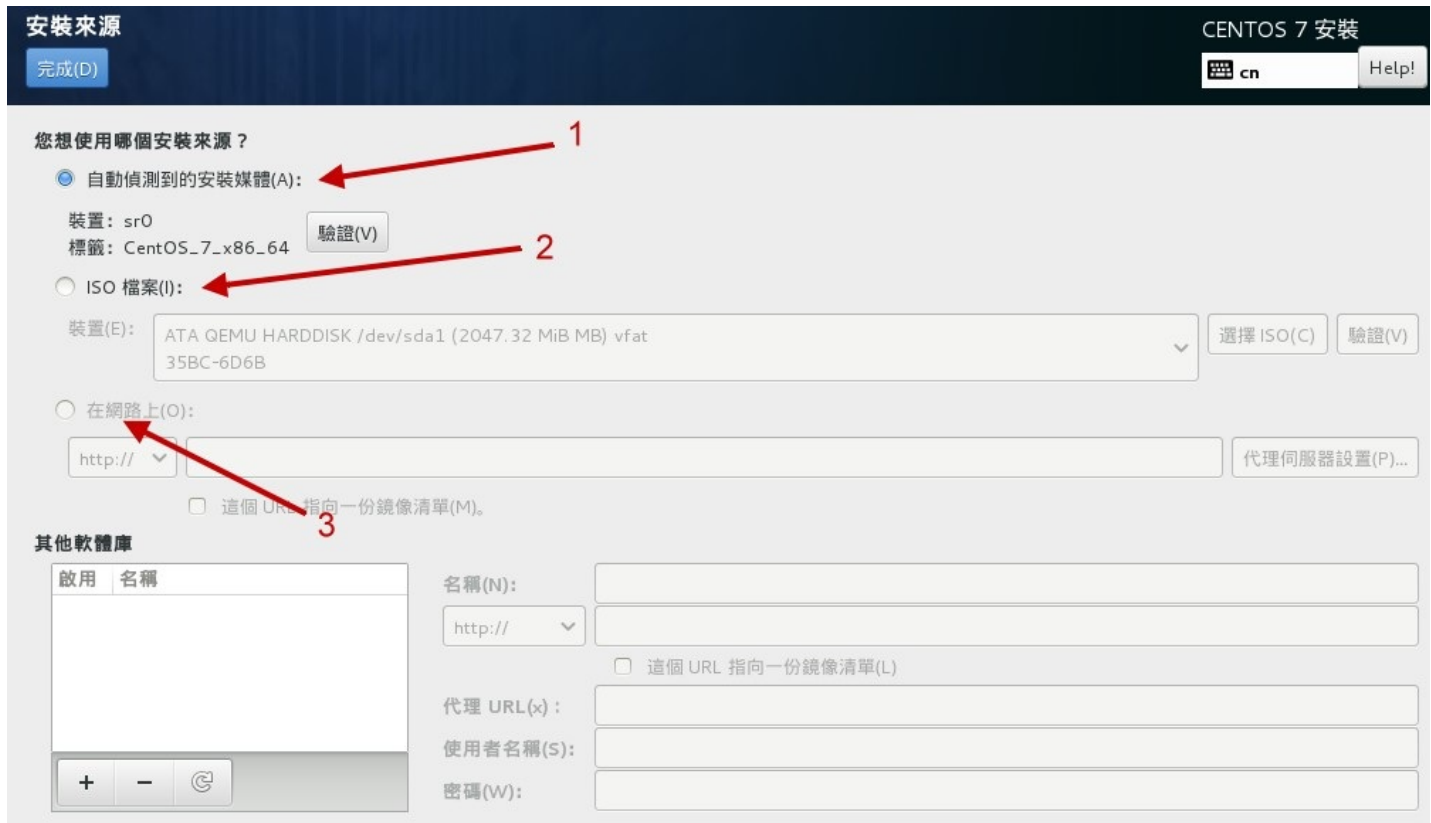 安裝來源
CENTOS 7 安裝
完成(D)
cn
Help!
您想使用哪個安裝來源？
1
自動偵測到的安裝媒體(A):
裝置: sr0
標籤: CentOS_7_x86_64
驗證(V)
2
ISO 檔案(I):
裝置(E):
ATA QEMU HARDDISK /dev/sda1 (2047.32 MiB MB) vfat
35BC-6D6B
選擇 ISO(C)
驗證(V)
在網路上(O):
http://
代理伺服器設置(P)...
這個 URL 指向一份鏡像清單(M)。
3
其他軟體庫
啟用 名稱
名稱(N):
http://
這個 URL 指向一份鏡像清單(L)
代理 URL(x) :
使用者名稱(S):
密碼(W):
+ −